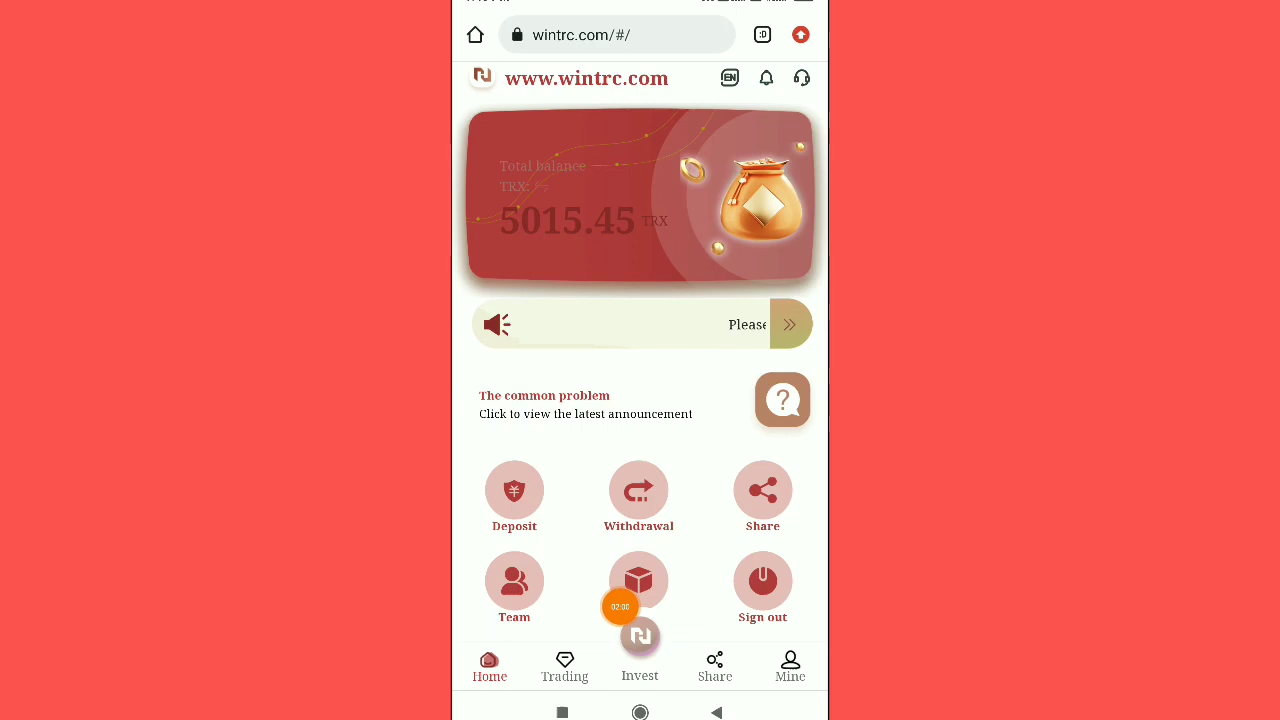 wintrc.com/#/
:D
www.wintrc.com
EN
Total balance
TRX: ≈
5015.45 TRX
Please
The common problem
Click to view the latest announcement
Deposit
Withdrawal
Share
Team
02:00
Sign out
Home
Trading
Invest
Share
Mine